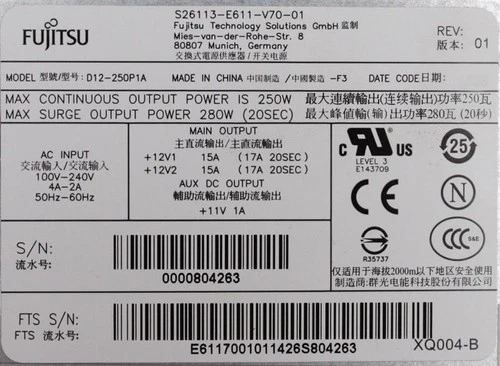 FUJITSU
S26113-E611-V70-01
Fujitsu Technology Solutions GmbH 監制
Mies-van-der-Rohe-Str. 8
80807 Munich, Germany
交換式電源供應器/开关电源
REV:
版本: 01
MODEL 型號/型号: D12-250P1A
MADE IN CHINA 中国制造/中國製造 -F3
DATE CODE日期:
MAX CONTINUOUS OUTPUT POWER IS 250W 最大連續輸出(连续输出)功率250瓦
MAX SURGE OUTPUT POWER 280W (20SEC) 最大峰值輸(输)出功率280瓦 (20秒)
AC INPUT
交流輸入/交流输入
100V-240V
4A-2A
50Hz-60Hz
MAIN OUTPUT
主直流輸出/主直流輸出
+12V1 15A (17A 20SEC)
+12V2 15A (17A 20SEC)
AUX DC OUTPUT
輔助流輸出/辅助流输出
+11V 1A
C RU US
LEVEL 3
E143709
25
CE
N
R35737
CCC S&E
仅适用于海拔2000m以下地区安全使用
制造商: 群光电能科技股份有限公司
S/N:
流水号:
0000804263
FTS S/N:
FTS 流水号:
E6117001011426S804263
XQ004-B